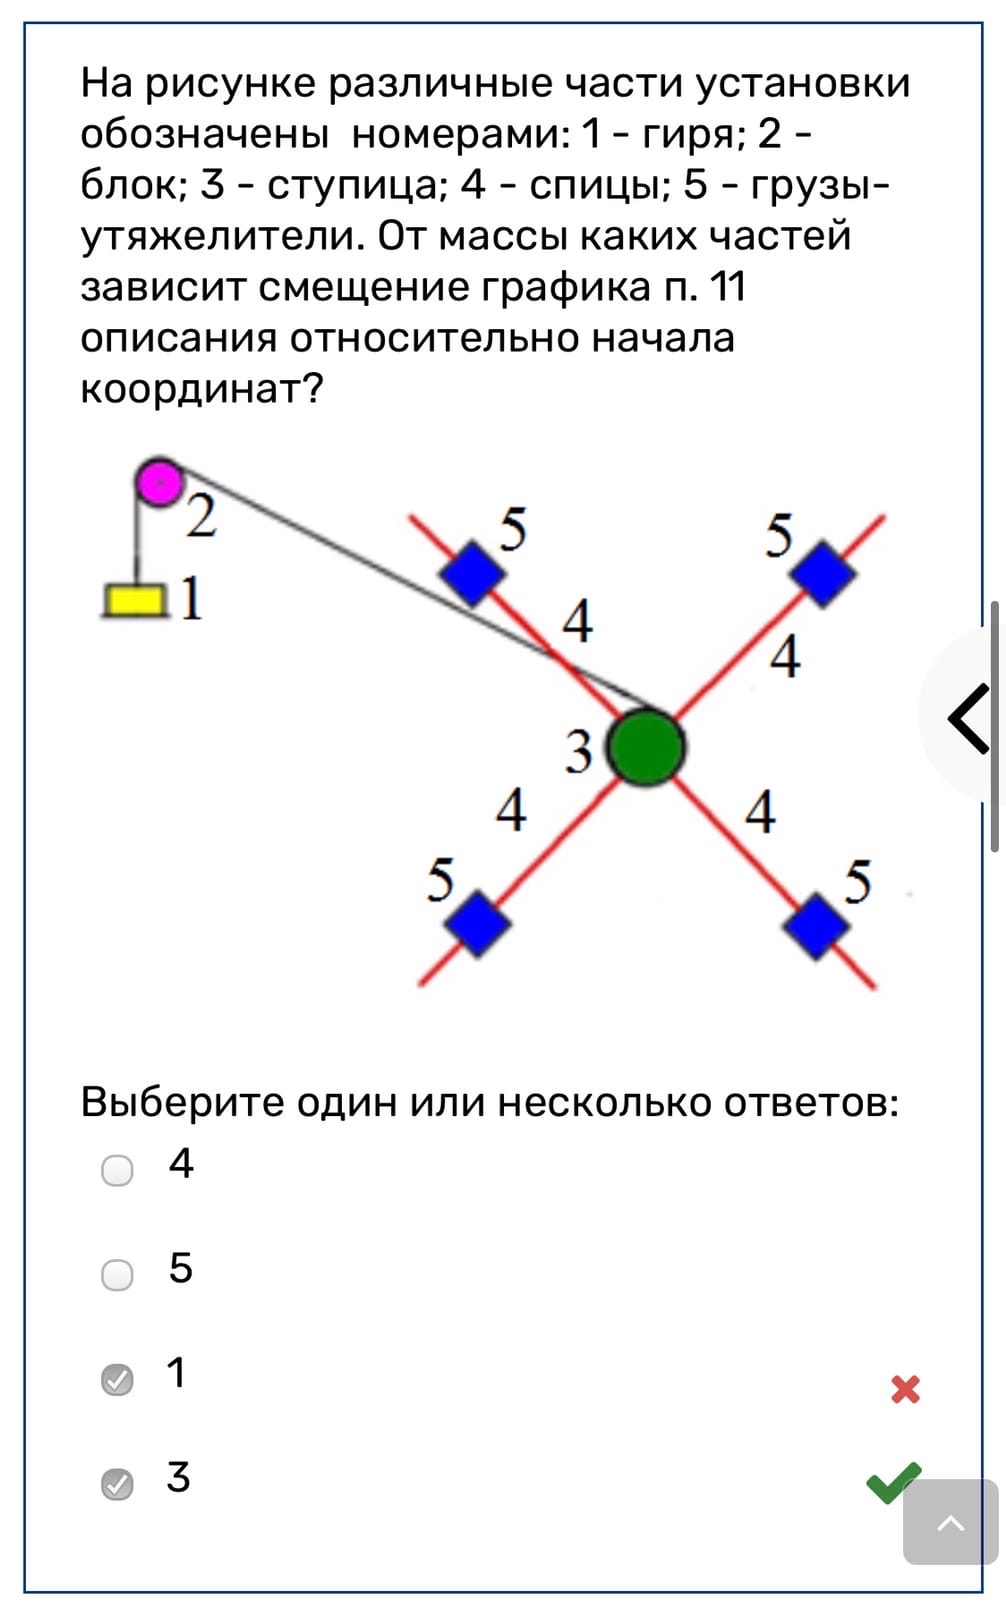 На рисунке различные части установки
обозначены  номерами: 1 - гиря; 2 -
блок; 3 - ступица; 4 - спицы; 5 - грузы-
утяжелители. От массы каких частей
зависит смещение графика п. 11
описания относительно начала
координат?
2
1
5
5
4
4
3
4
4
5
5
Выберите один или несколько ответов:
4
5
1
3